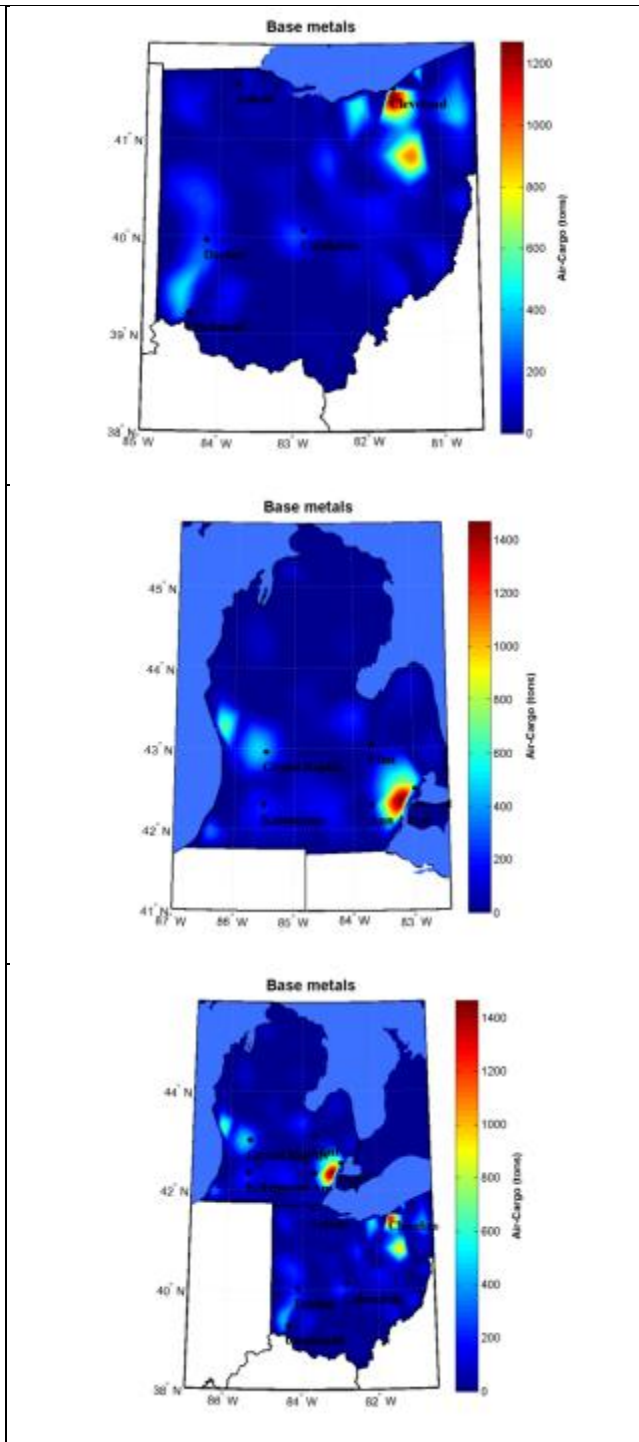 Base metals
1200
1000
800
600
400
200
0
Air-Cargo (tons)
41° N
40° N
39° N
38° N
85° W
84° W
83° W
82° W
81° W
Cleveland
Base metals
1400
1200
1000
800
600
400
200
0
Air-Cargo (tons)
45° N
44° N
43° N
42° N
41° N
87° W
86° W
85° W
84° W
83° W
Base metals
1400
1200
1000
800
600
400
200
0
Air-Cargo (tons)
44° N
42° N
40° N
38° N
86° W
84° W
82° W